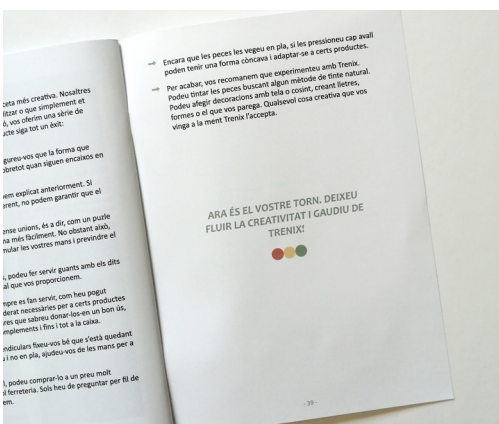 ceta més creativa. Nosaltres
litzar o que simplement et
ó, vos oferim una sèrie de
ucte siga tot un èxit:
gureu-vos que la forma que
obretot quan siguen encaixos en
em explicat anteriorment. Si
erent, no podem garantir que el
ense unions, és a dir, com un puzle
na més fàcilment. No obstant això,
mular les vostres mans i previndre el
, podeu fer servir guants amb els dits
al que vos proporcionem.
mpre es fan servir, com heu pogut
derat necessàries per a certs productes
res que sabreu donar-los-en un bon ús,
mplements i fins i tot a la caixa.
ndiculars fixeu-vos bé que s'està quedant
u i no en pla, ajudeu-vos de les mans per a
l, podeu comprar-lo a un preu molt
ol ferreteria. Sols heu de preguntar per fil de
em.
Encara que les peces les vegeu en pla, si les pressioneu cap avall
poden tenir una forma còncava i adaptar-se a certs productes.
Per acabar, vos recomanem que experimenteu amb Trenix.
Podeu tintar les peces buscant algun mètode de tinte natural.
Podeu afegir decoracions amb tela o cosint, creant lletres,
formes o el que vos parega. Qualsevol cosa creativa que vos
vinga a la ment Trenix l'accepta.
ARA ÉS EL VOSTRE TORN. DEIXEU
FLUIR LA CREATIVITAT I GAUDIU DE
TRENIX!
- 39 -